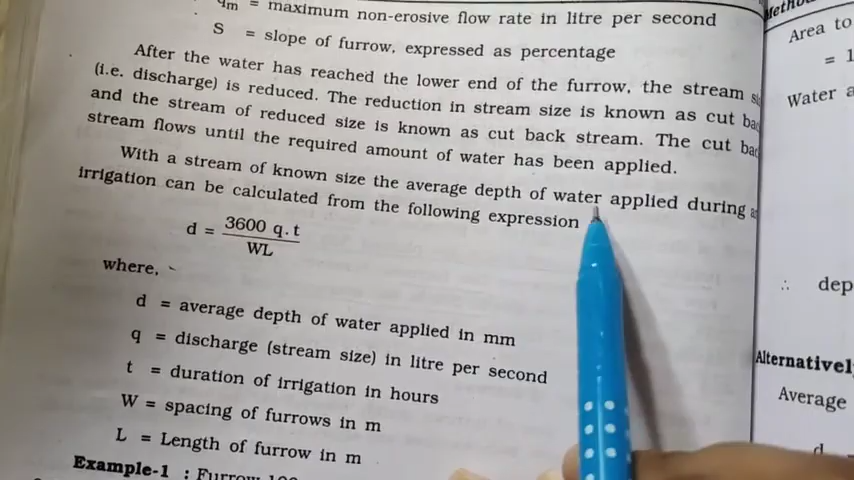 qm = maximum non-erosive flow rate in litre per second
S = slope of furrow, expressed as percentage
After the water has reached the lower end of the furrow, the stream
(i.e. discharge) is reduced. The reduction in stream size is known as cut
and the stream of reduced size is known as cut back stream. The cut
stream flows until the required amount of water has been applied.
With a stream of known size the average depth of water applied during
irrigation can be calculated from the following expression
d = 3600 q.t / WL
where,
d = average depth of water applied in mm
q = discharge (stream size) in litre per second
t = duration of irrigation in hours
W = spacing of furrows in m
L = Length of furrow in m
Example-1 : Furrow
Area to
= 1
Water
∴ dep
Alternativel
Average
d